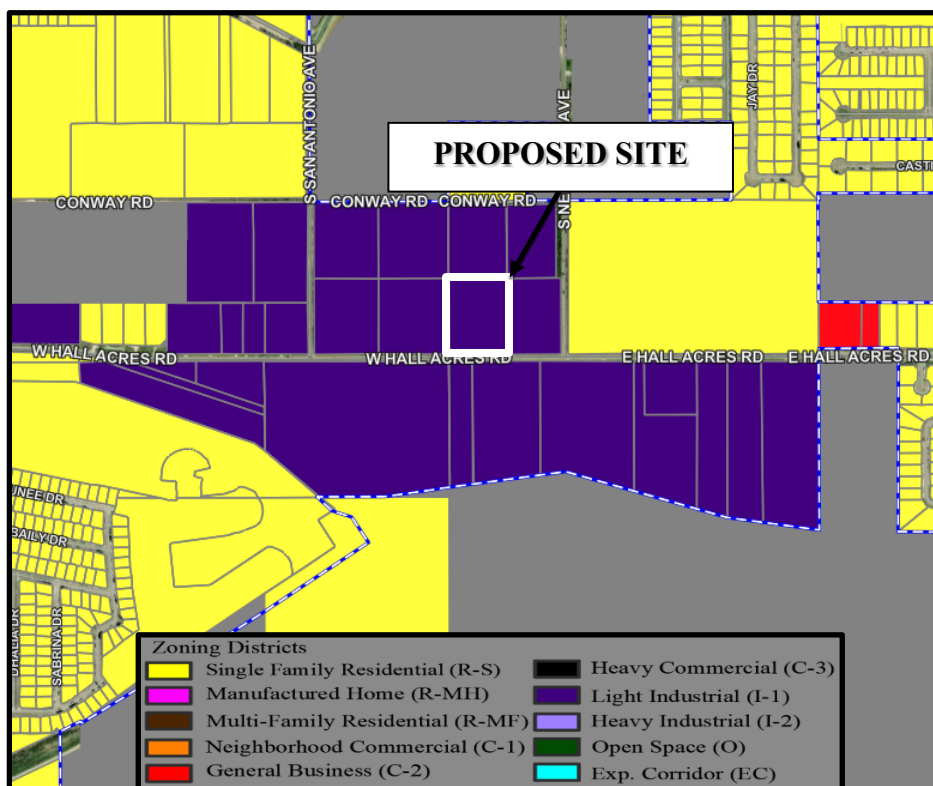 S SAN ANTONIO AVE
AVE
JAY DR
PROPOSED SITE
CASTL
CONWAY RD
CONWAY RD
CONWAY RD
S NE
W HALL ACRES RD
W HALL ACRES RD
E HALL ACRES RD
E HALL ACRES RD
UNEE DR
BAILY DR
DHALIA DR
SABRINA DR
Zoning Districts
Single Family Residential (R-S)
Manufactured Home (R-MH)
Multi-Family Residential (R-MF)
Neighborhood Commercial (C-1)
General Business (C-2)
Heavy Commercial (C-3)
Light Industrial (I-1)
Heavy Industrial (I-2)
Open Space (O)
Exp. Corridor (EC)